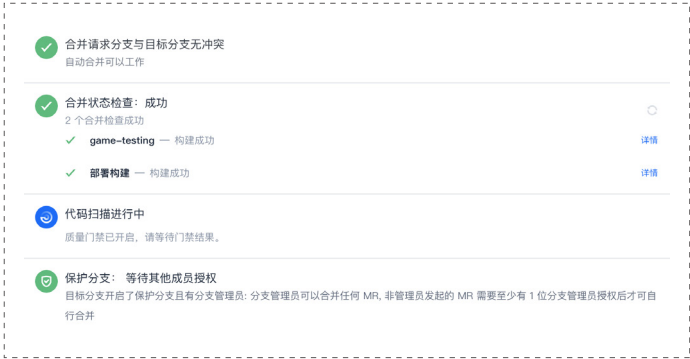 合并请求分支与目标分支无冲突
自动合并可以工作
合并状态检查：成功
2 个合并检查成功
game-testing — 构建成功 详情
部署构建 — 构建成功 详情
代码扫描进行中
质量门禁已开启，请等待门禁结果。
保护分支： 等待其他成员授权
目标分支开启了保护分支且有分支管理员: 分支管理员可以合并任何 MR, 非管理员发起的 MR 需要至少有 1 位分支管理员授权后才可自
行合并